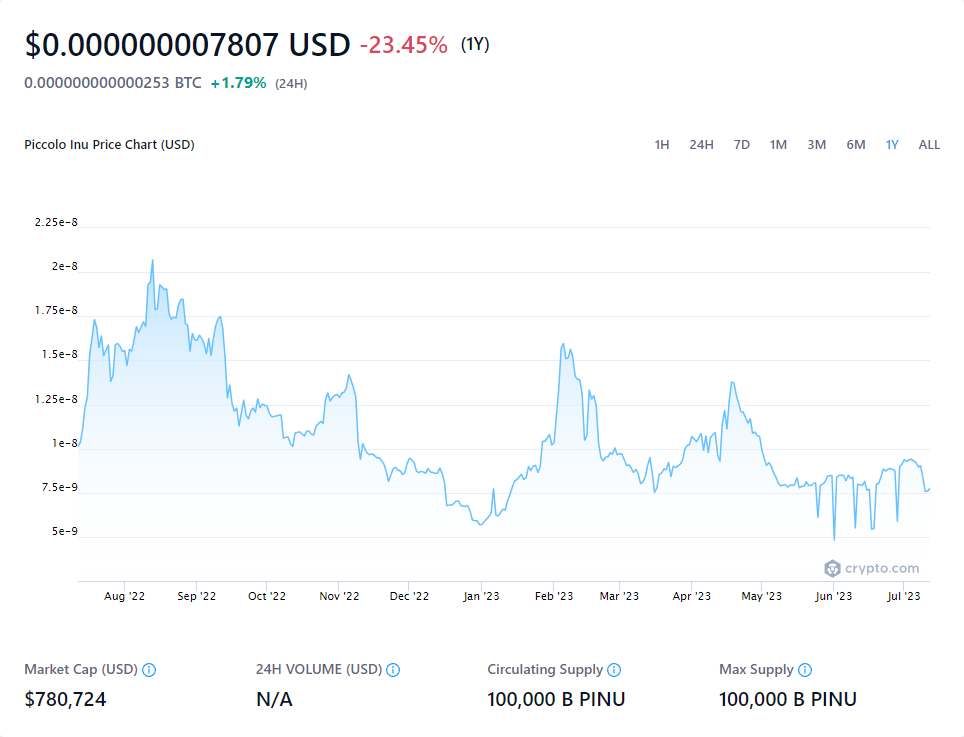 $0.000000007807 USD -23.45% (1Y)
0.000000000000253 BTC +1.79% (24H)
Piccolo Inu Price Chart (USD) 1H 24H 7D 1M 3M 6M 1Y ALL
2.25e-8
2e-8
1.75e-8
1.5e-8
1.25e-8
1e-8
7.5e-9
5e-9
crypto.com
Aug '22 Sep '22 Oct '22 Nov '22 Dec '22 Jan '23 Feb '23 Mar '23 Apr '23 May '23 Jun '23 Jul '23
Market Cap (USD) 24H VOLUME (USD) Circulating Supply Max Supply
$780,724 N/A 100,000 B PINU 100,000 B PINU